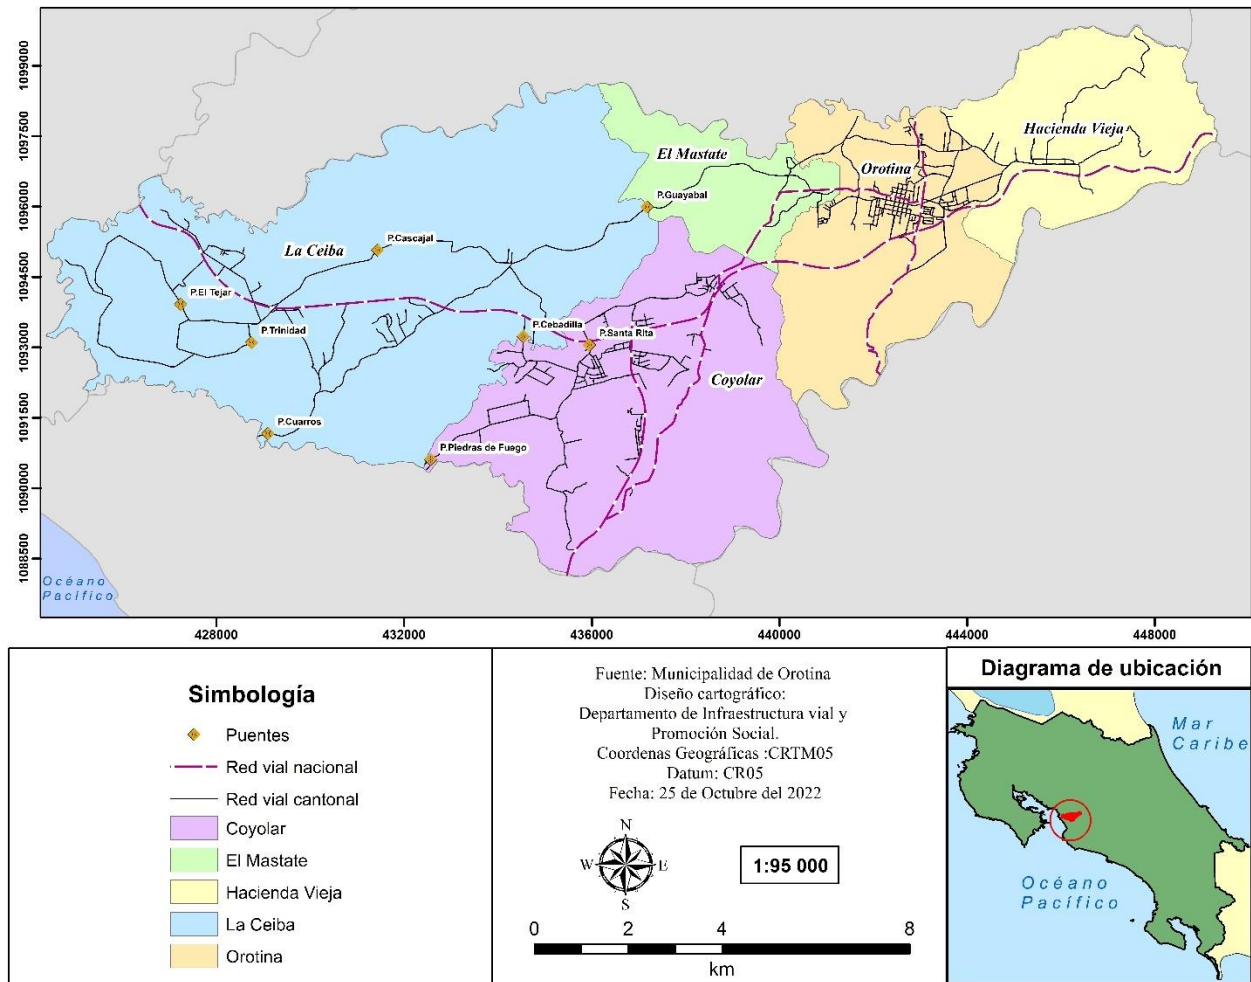 1099000
1097500
1096000
1094500
1093000
1091500
1090000
1088500
Hacienda Vieja
El Mastate
Orotina
P.Guayabal
La Ceiba
P.Cascajal
P.El Tejar
P.Trinidad
P.Cebadilla
P.Santa Rita
Coyolar
P.Cuarros
P.Piedras de Fuego
Océano
Pacífico
428000
432000
436000
440000
444000
448000
Simbología
Puentes
Red vial nacional
Red vial cantonal
Coyolar
El Mastate
Hacienda Vieja
La Ceiba
Orotina
Fuente: Municipalidad de Orotina
Diseño cartográfico:
Departamento de Infraestructura vial y
Promoción Social.
Coordenas Geográficas :CRTM05
Datum: CR05
Fecha: 25 de Octubre del 2022
N
W
E
S
1:95 000
0 2 4 8
km
Diagrama de ubicación
Mar
Caribe
Océano
Pacífico